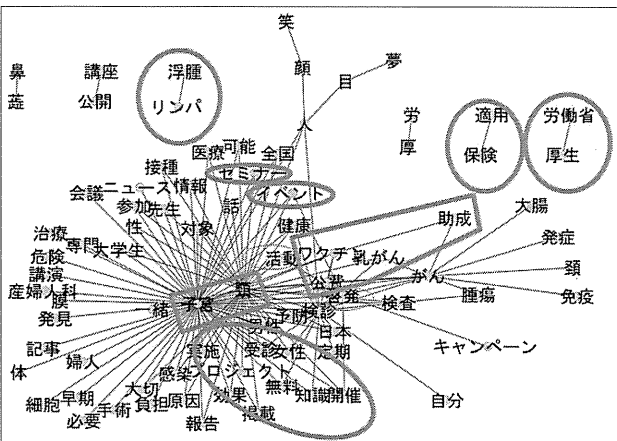 笑
顔
目
夢
人
鼻
講座
公開
浮腫
リンパ
労
厚
適用
保険
労働省
厚生
医療
可能
全国
セミナー
イベント
接種
ニュース
情報
会議
参加
先生
話
性
対象
健康
助成
大腸
治療
専門
大学生
活動
ワクチン
乳がん
発症
危険
講演
がん
頚
産婦人科
膜
類
公費
啓発
腫瘍
免疫
一緒
子宮
検診
検査
発見
予防
男性
日本
キャンペーン
記事
婦人
実施
受診
女性
定期
体
感染
プロジェクト
大切
無料
知識
開催
自分
細胞
早期
手術
負担
原因
効果
掲載
必要
報告